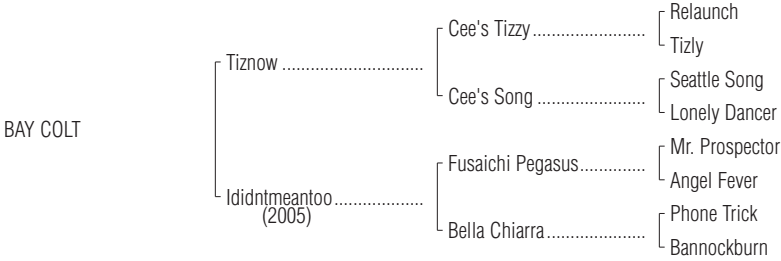 Relaunch
Cee's Tizzy..........................
Tizly
Tiznow ................................
Seattle Song
Cee's Song .........................
Lonely Dancer
BAY COLT
Mr. Prospector
Fusaichi Pegasus...............
Angel Fever
Ididntmeantoo....................
(2005)
Phone Trick
Bella Chiarra.......................
Bannockburn